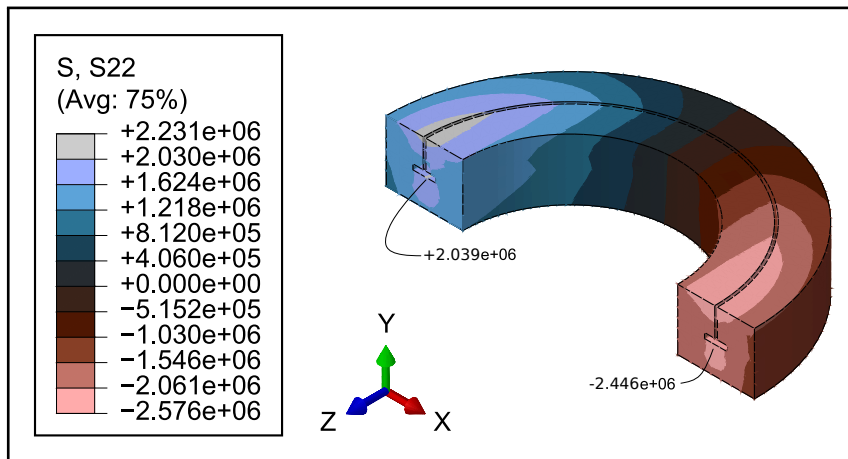 S, S22
(Avg: 75%)
+2.231e+06
+2.030e+06
+1.624e+06
+1.218e+06
+8.120e+05
+4.060e+05
+0.000e+00
−5.152e+05
−1.030e+06
−1.546e+06
−2.061e+06
−2.576e+06
+2.039e+06
-2.446e+06
Y
Z
X